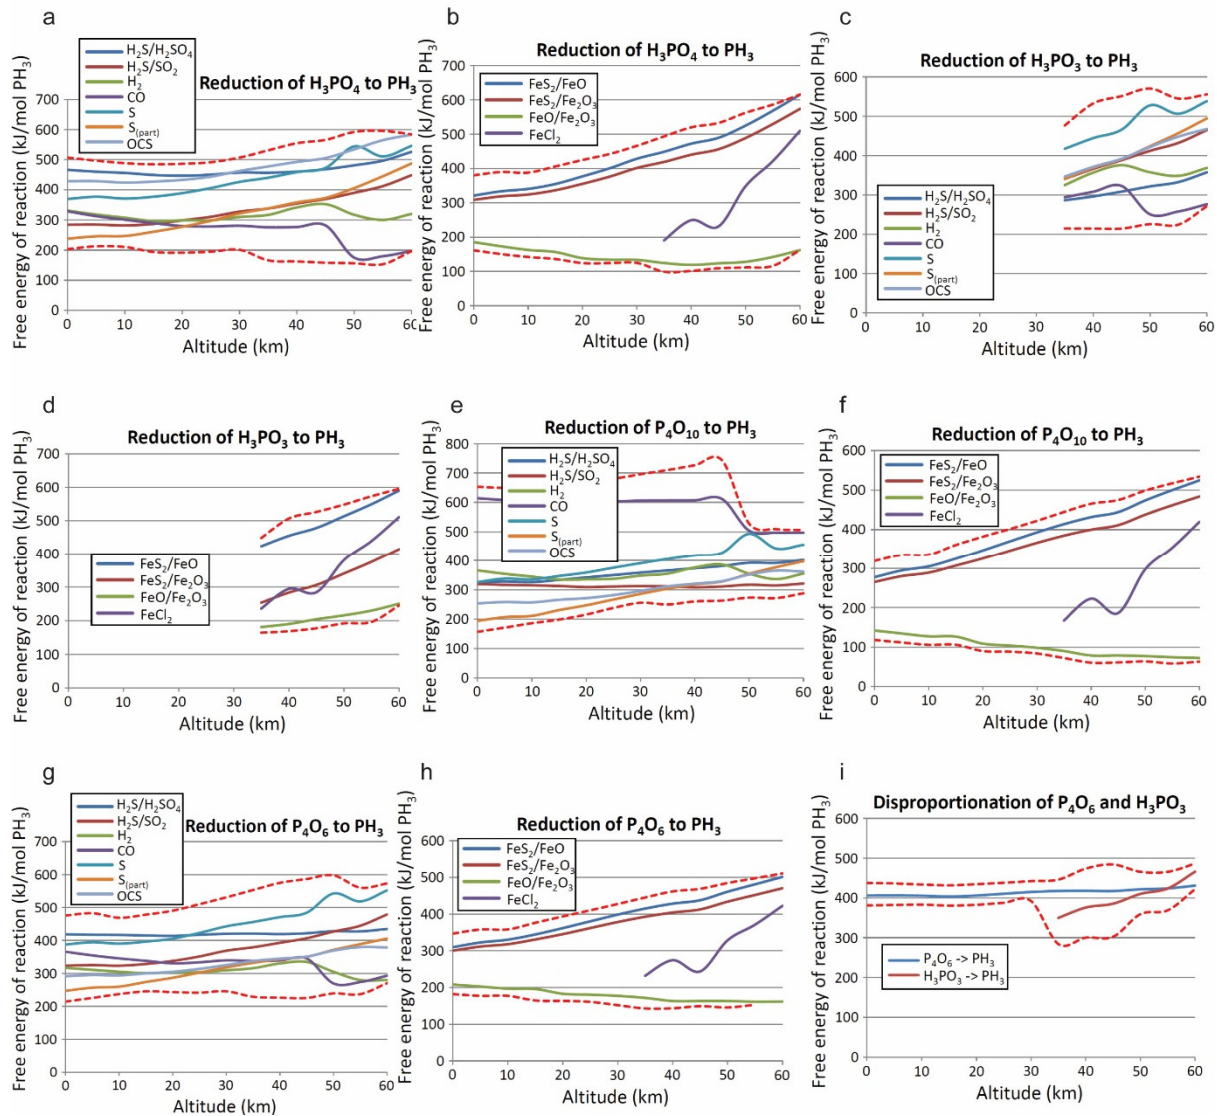 a
Reduction of H₃PO₄ to PH₃
H₂S/H₂SO₄
H₂S/SO₂
H₂
CO
S
S₍part₎
OCS
Free energy of reaction (kJ/mol PH₃)
700
600
500
400
300
200
100
0
0 10 20 30 40 50 60
Altitude (km)
b
Reduction of H₃PO₄ to PH₃
FeS₂/FeO
FeS₂/Fe₂O₃
FeO/Fe₂O₃
FeCl₂
Free energy of reaction (kJ/mol PH₃)
700
600
500
400
300
200
100
0
0 10 20 30 40 50 60
Altitude (km)
c
Reduction of H₃PO₃ to PH₃
H₂S/H₂SO₄
H₂S/SO₂
H₂
CO
S
S₍part₎
OCS
Free energy of reaction (kJ/mol PH₃)
600
500
400
300
200
100
0
0 10 20 30 40 50 60
Altitude (km)
d
Reduction of H₃PO₃ to PH₃
FeS₂/FeO
FeS₂/Fe₂O₃
FeO/Fe₂O₃
FeCl₂
Free energy of reaction (kJ/mol PH₃)
700
600
500
400
300
200
100
0
0 10 20 30 40 50 60
Altitude (km)
e
Reduction of P₄O₁₀ to PH₃
H₂S/H₂SO₄
H₂S/SO₂
H₂
CO
S
S₍part₎
OCS
Free energy of reaction (kJ/mol PH₃)
800
700
600
500
400
300
200
100
0
0 10 20 30 40 50 60
Altitude (km)
f
Reduction of P₄O₁₀ to PH₃
FeS₂/FeO
FeS₂/Fe₂O₃
FeO/Fe₂O₃
FeCl₂
Free energy of reaction (kJ/mol PH₃)
600
500
400
300
200
100
0
0 10 20 30 40 50 60
Altitude (km)
g
Reduction of P₄O₆ to PH₃
H₂S/H₂SO₄
H₂S/SO₂
H₂
CO
S
S₍part₎
OCS
Free energy of reaction (kJ/mol PH₃)
700
600
500
400
300
200
100
0
0 10 20 30 40 50 60
Altitude (km)
h
Reduction of P₄O₆ to PH₃
FeS₂/FeO
FeS₂/Fe₂O₃
FeO/Fe₂O₃
FeCl₂
Free energy of reaction (kJ/mol PH₃)
600
500
400
300
200
100
0
0 10 20 30 40 50 60
Altitude (km)
i
Disproportionation of P₄O₆ and H₃PO₃
P₄O₆ -> PH₃
H₃PO₃ -> PH₃
Free energy of reaction (kJ/mol PH₃)
600
500
400
300
200
100
0
0 10 20 30 40 50 60
Altitude (km)